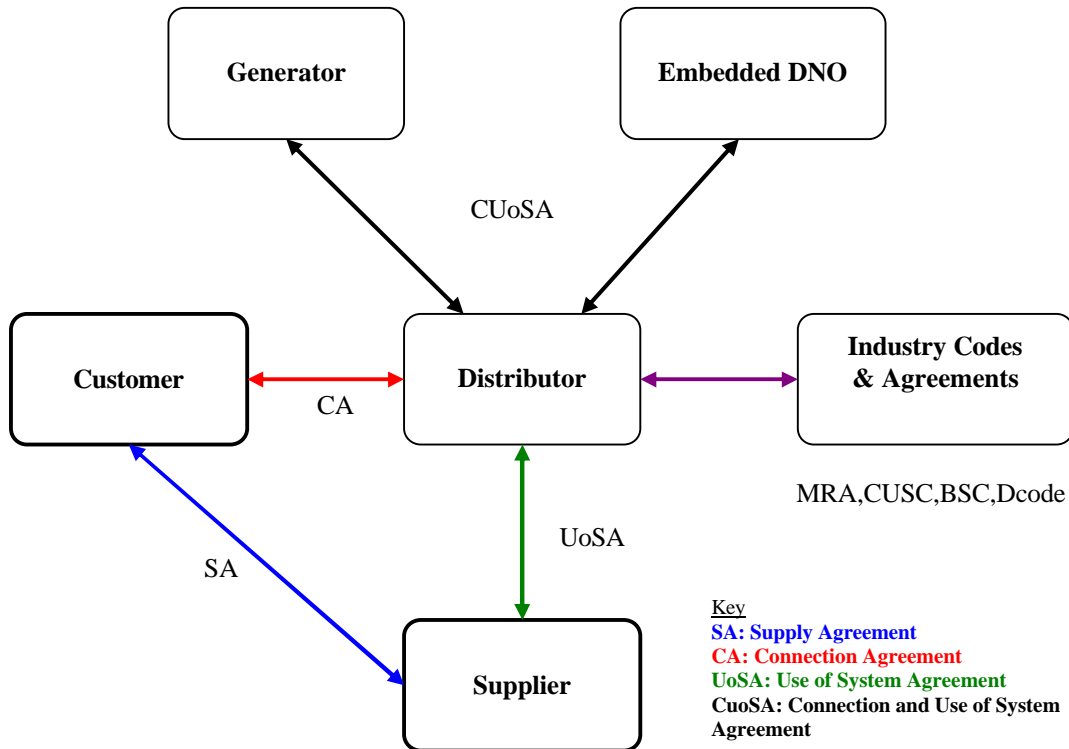 Generator
Embedded DNO
CUoSA
Customer
CA
Distributor
Industry Codes
& Agreements
MRA,CUSC,BSC,Dcode
UoSA
SA
Supplier
Key
SA: Supply Agreement
CA: Connection Agreement
UoSA: Use of System Agreement
CuoSA: Connection and Use of System
Agreement